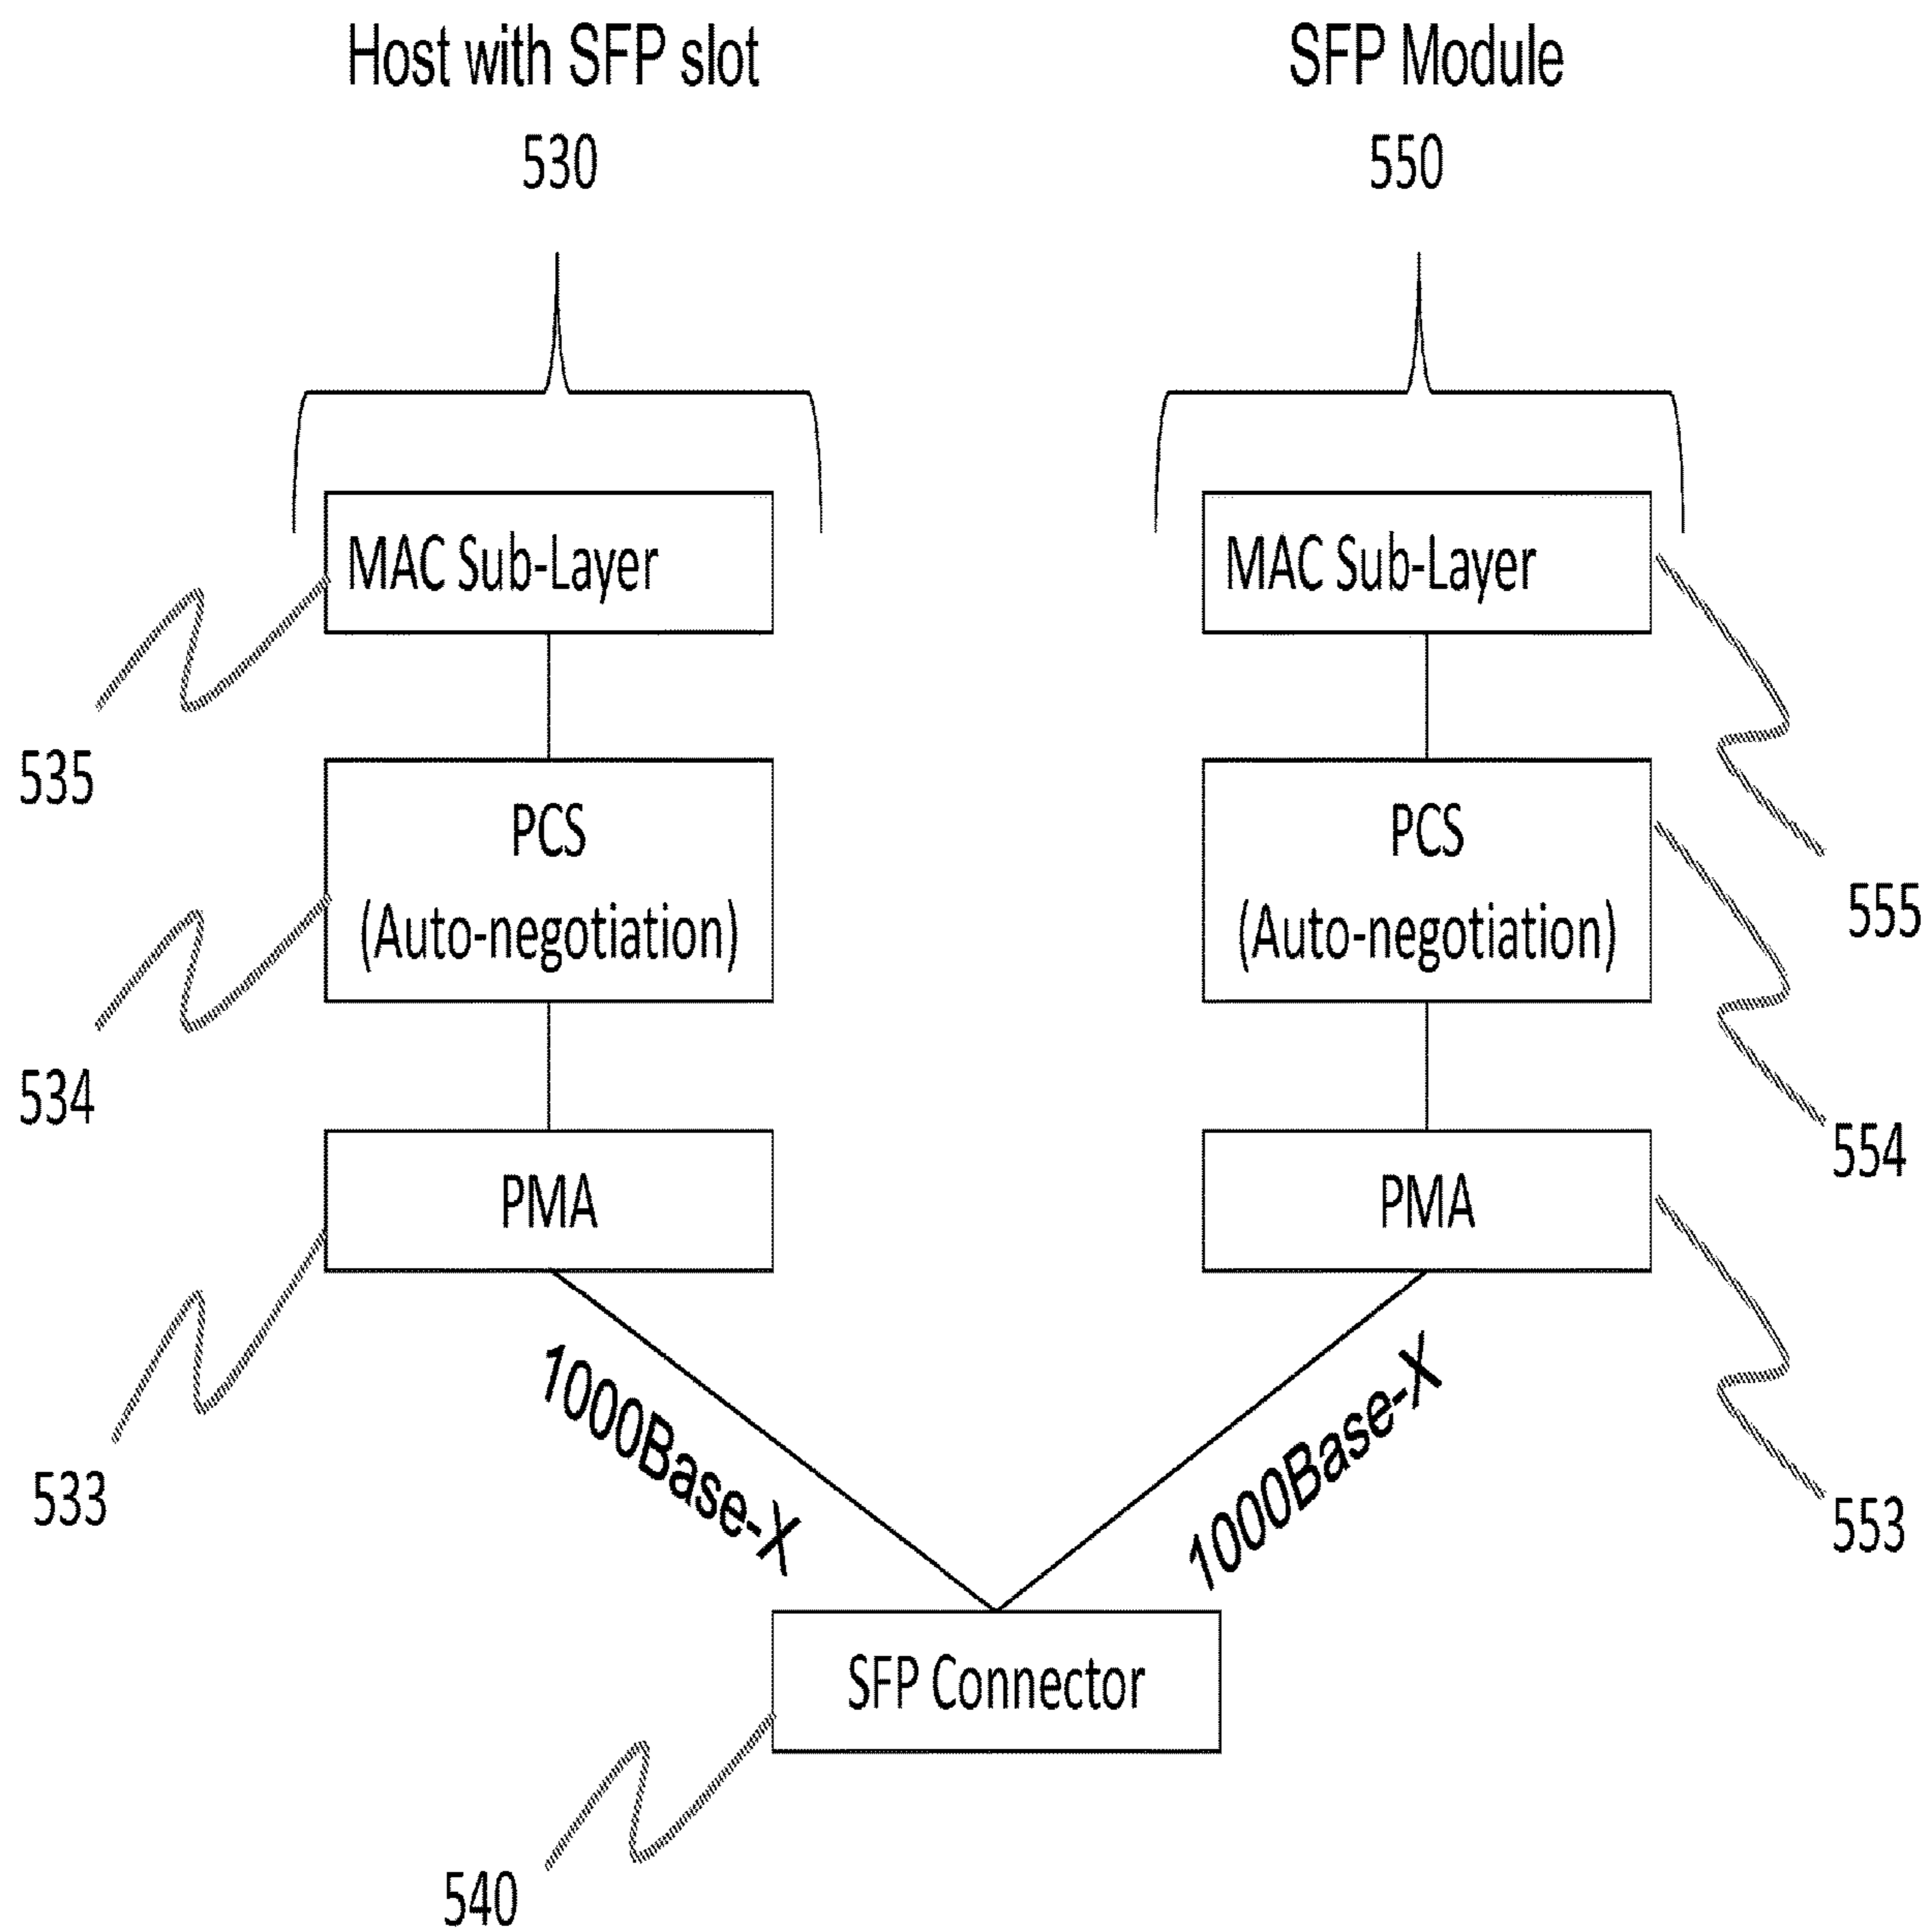 Host with SFP slot
530
SFP Module
550
MAC Sub-Layer
MAC Sub-Layer
535
555
PCS
(Auto-negotiation)
PCS
(Auto-negotiation)
534
554
PMA
PMA
533
553
1000Base-X
1000Base-X
SFP Connector
540